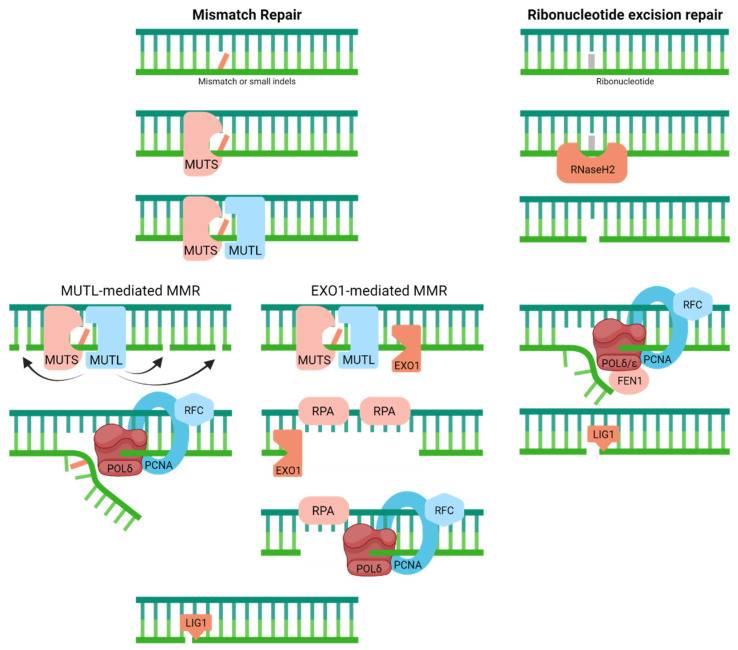 Mismatch Repair
Ribonucleotide excision repair
Mismatch or small indels
Ribonucleotide
MUTS
RNaseH2
MUTS
MUTL
MUTL-mediated MMR
EXO1-mediated MMR
MUTS
MUTL
MUTS
MUTL
EXO1
RFC
POLδ/ε
PCNA
FEN1
RFC
POLδ
PCNA
RPA
RPA
EXO1
LIG1
RPA
RFC
POLδ
PCNA
LIG1